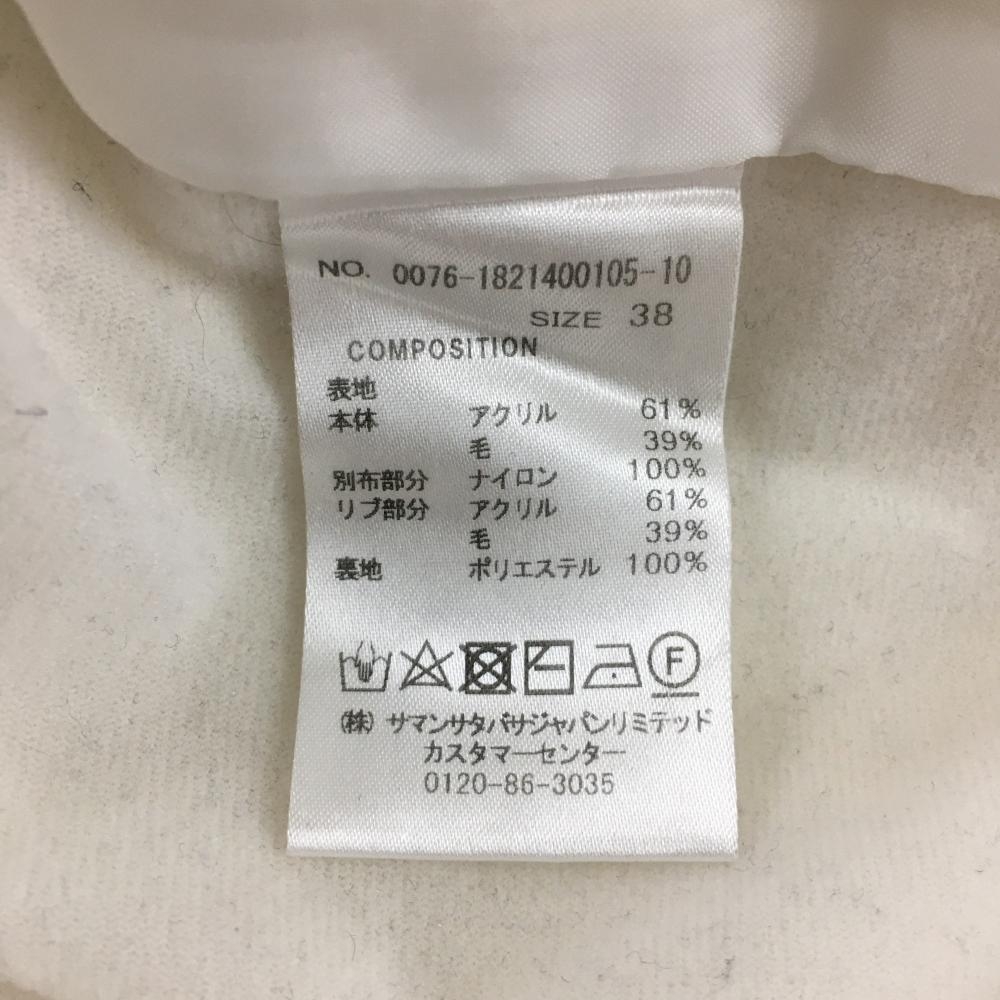 NO. 0076-1821400105-10
SIZE 38
COMPOSITION
表地
本体 アクリル 61%
毛 39%
別布部分 ナイロン 100%
リブ部分 アクリル 61%
毛 39%
裏地 ポリエステル 100%
F
(株) サマンサタバサジャパンリミテッド
カスタマーセンター
0120-86-3035